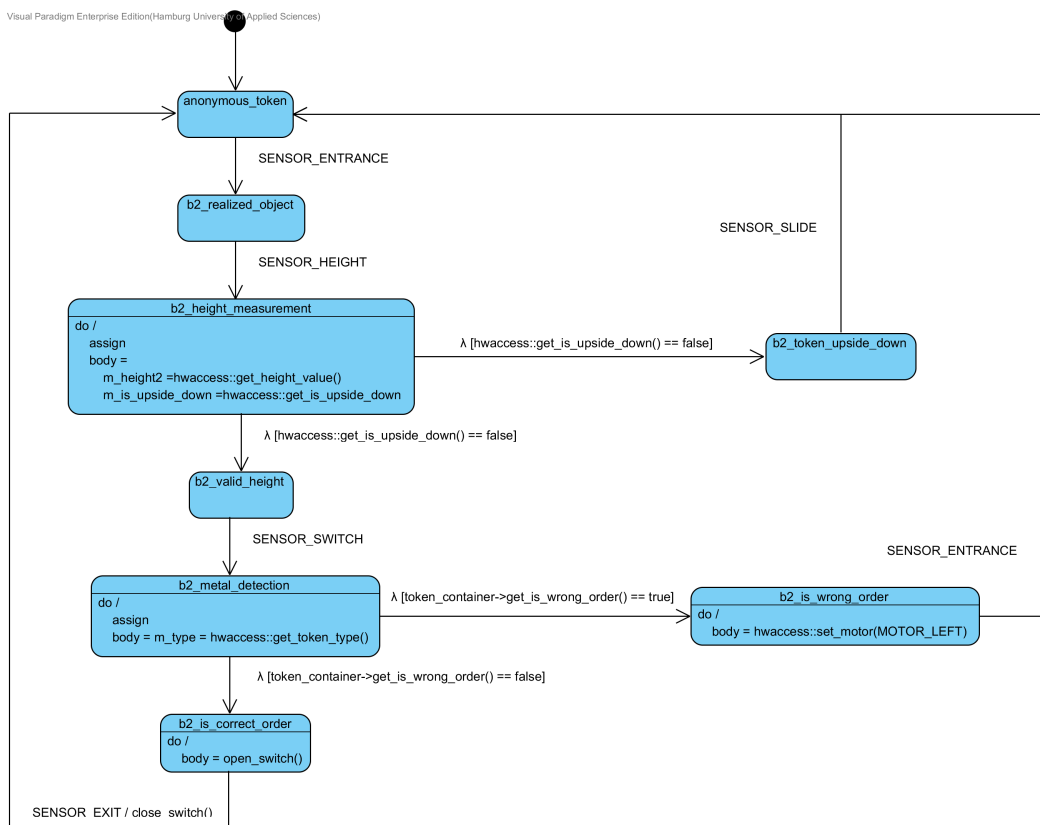 Visual Paradigm Enterprise Edition(Hamburg University of Applied Sciences)
anonymous_token
SENSOR_ENTRANCE
b2_realized_object
SENSOR_SLIDE
SENSOR_HEIGHT
b2_height_measurement
do /
assign
body =
m_height2 =hwaccess::get_height_value()
m_is_upside_down =hwaccess::get_is_upside_down
λ [hwaccess::get_is_upside_down() == false]
b2_token_upside_down
λ [hwaccess::get_is_upside_down() == false]
b2_valid_height
SENSOR_SWITCH
SENSOR_ENTRANCE
b2_metal_detection
do /
assign
body = m_type = hwaccess::get_token_type()
λ [token_container->get_is_wrong_order() == true]
b2_is_wrong_order
do /
body = hwaccess::set_motor(MOTOR_LEFT)
λ [token_container->get_is_wrong_order() == false]
b2_is_correct_order
do /
body = open_switch()
SENSOR_EXIT / close_switch()